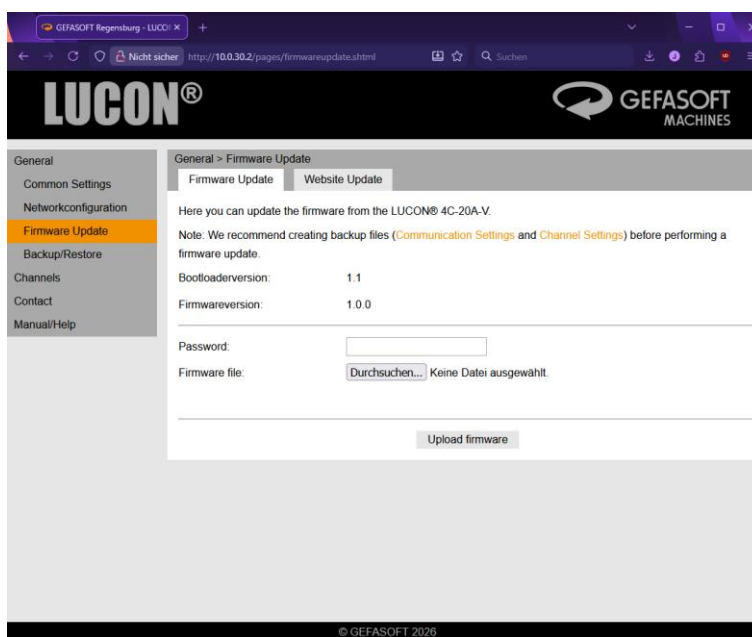 GEFASOFT Regensburg - LUCO
Nicht sicher http://10.0.30.2/pages/firmwareupdate.shtml Suchen
LUCON®
GEFASOFT
MACHINES
General
Common Settings
Networkconfiguration
Firmware Update
Backup/Restore
Channels
Contact
Manual/Help
General > Firmware Update
Firmware Update Website Update
Here you can update the firmware from the LUCON® 4C-20A-V.
Note: We recommend creating backup files (Communication Settings and Channel Settings) before performing a
firmware update.
Bootloaderversion: 1.1
Firmwareversion: 1.0.0
Password:
Firmware file: Durchsuchen... Keine Datei ausgewählt.
Upload firmware
© GEFASOFT 2026